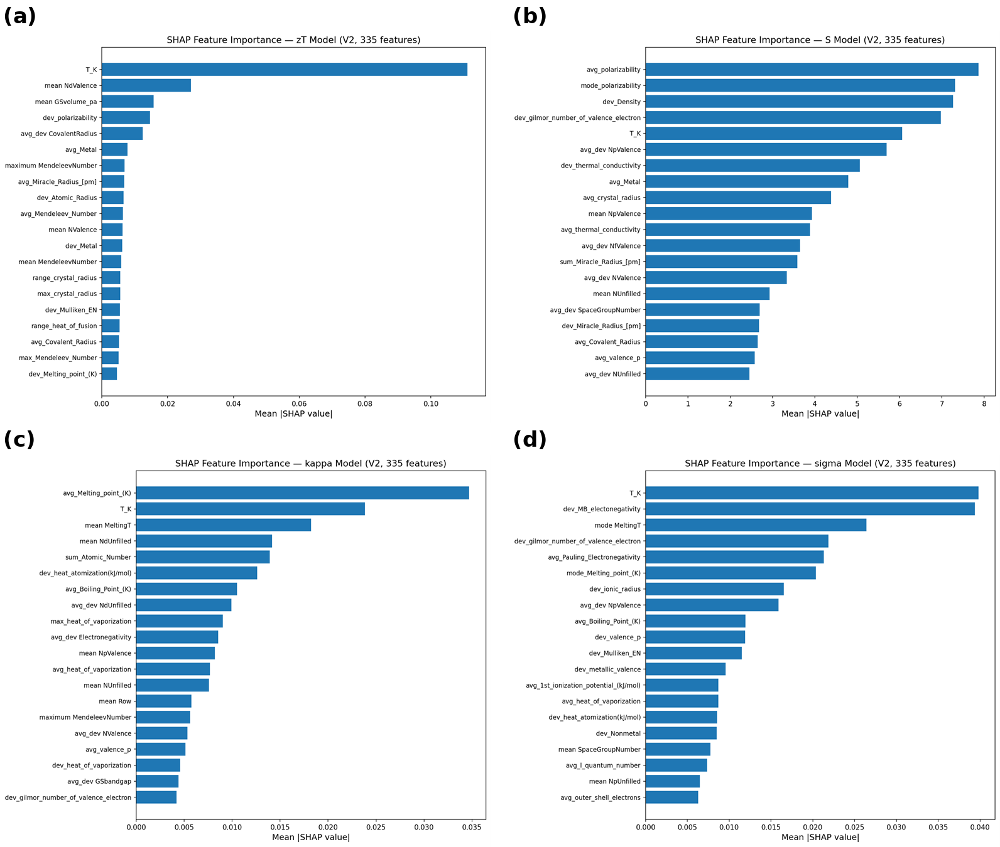 (a)
SHAP Feature Importance — zT Model (V2, 335 features)
T_K
mean NdValence
mean GSvolume_pa
dev_polarizability
avg_dev CovalentRadius
avg_Metal
maximum MendeleevNumber
avg_Miracle_Radius_[pm]
dev_Atomic_Radius
avg_Mendeleev_Number
mean NValence
dev_Metal
mean MendeleevNumber
range_crystal_radius
max_crystal_radius
dev_Mulliken_EN
range_heat_of_fusion
avg_Covalent_Radius
max_Mendeleev_Number
dev_Melting_point_(K)
0.00 0.02 0.04 0.06 0.08 0.10
Mean |SHAP value|
(b)
SHAP Feature Importance — S Model (V2, 335 features)
avg_polarizability
mode_polarizability
dev_Density
dev_gilmor_number_of_valence_electron
T_K
avg_dev NpValence
dev_thermal_conductivity
avg_Metal
avg_crystal_radius
mean NpValence
avg_thermal_conductivity
avg_dev NfValence
sum_Miracle_Radius_[pm]
avg_dev NValence
mean NUnfilled
avg_dev SpaceGroupNumber
dev_Miracle_Radius_[pm]
avg_Covalent_Radius
avg_valence_p
avg_dev NUnfilled
0 1 2 3 4 5 6 7 8
Mean |SHAP value|
(c)
SHAP Feature Importance — kappa Model (V2, 335 features)
avg_Melting_point_(K)
T_K
mean MeltingT
mean NdUnfilled
sum_Atomic_Number
dev_heat_atomization(kJ/mol)
avg_Boiling_Point_(K)
avg_dev NdUnfilled
max_heat_of_vaporization
avg_dev Electronegativity
mean NpValence
avg_heat_of_vaporization
mean NUnfilled
mean Row
maximum MendeleevNumber
avg_dev NValence
avg_valence_p
dev_heat_of_vaporization
avg_dev GSbandgap
dev_gilmor_number_of_valence_electron
0.000 0.005 0.010 0.015 0.020 0.025 0.030 0.035
Mean |SHAP value|
(d)
SHAP Feature Importance — sigma Model (V2, 335 features)
T_K
dev_MB_electonegativity
mode MeltingT
dev_gilmor_number_of_valence_electron
avg_Pauling_Electronegativity
mode_Melting_point_(K)
dev_ionic_radius
avg_dev NpValence
avg_Boiling_Point_(K)
dev_valence_p
dev_Mulliken_EN
dev_metallic_valence
avg_1st_ionization_potential_(kJ/mol)
avg_heat_of_vaporization
dev_heat_atomization(kJ/mol)
dev_Nonmetal
mean SpaceGroupNumber
avg_l_quantum_number
mean NpUnfilled
avg_outer_shell_electrons
0.000 0.005 0.010 0.015 0.020 0.025 0.030 0.035 0.040
Mean |SHAP value|